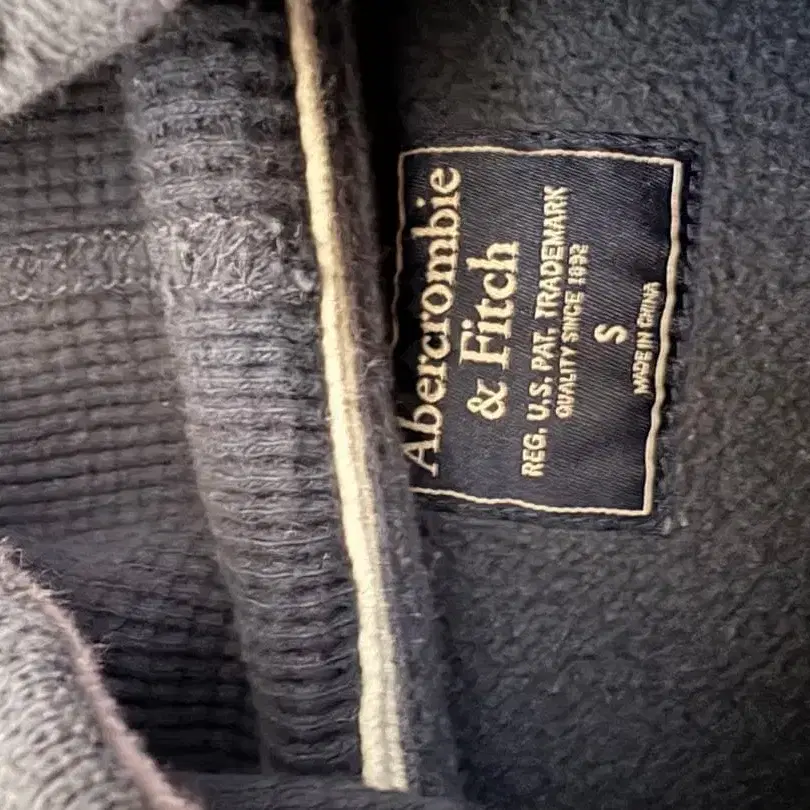 Abercrombie
& Fitch
REG. U.S. PAT. TRADEMARK
QUALITY SINCE 1892
S
MADE IN CHINA